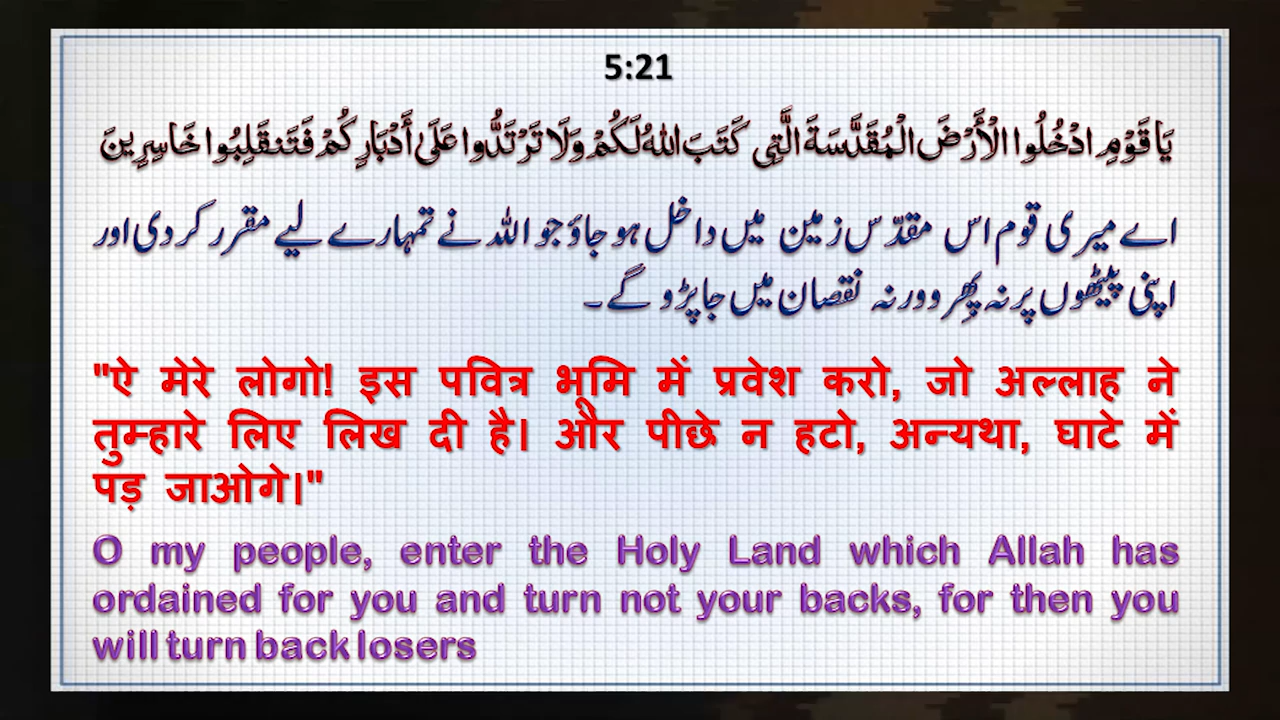 5:21
يَا قَوْمِ ادْخُلُوا الْأَرْضَ الْمُقَدَّسَةَ الَّتِي كَتَبَ اللهُ لَكُمْ وَلَا تَرْتَدُّوا عَلَىٰ أَدْبَارِكُمْ فَتَنقَلِبُوا خَاسِرِينَ
اے میری قوم اس مقدّس زمین میں داخل ہو جاؤ جو اللہ نے تمہارے لیے مقرر کر دی اور
اپنی پیٹھوں پر نہ پِھرو ورنہ نقصان میں جا پڑو گے۔
"ऐ मेरे लोगो! इस पवित्र भूमि में प्रवेश करो, जो अल्लाह ने
तुम्हारे लिए लिख दी है। और पीछे न हटो, अन्यथा, घाटे में
पड़ जाओगे।"
O my people, enter the Holy Land which Allah has
ordained for you and turn not your backs, for then you
will turn back losers